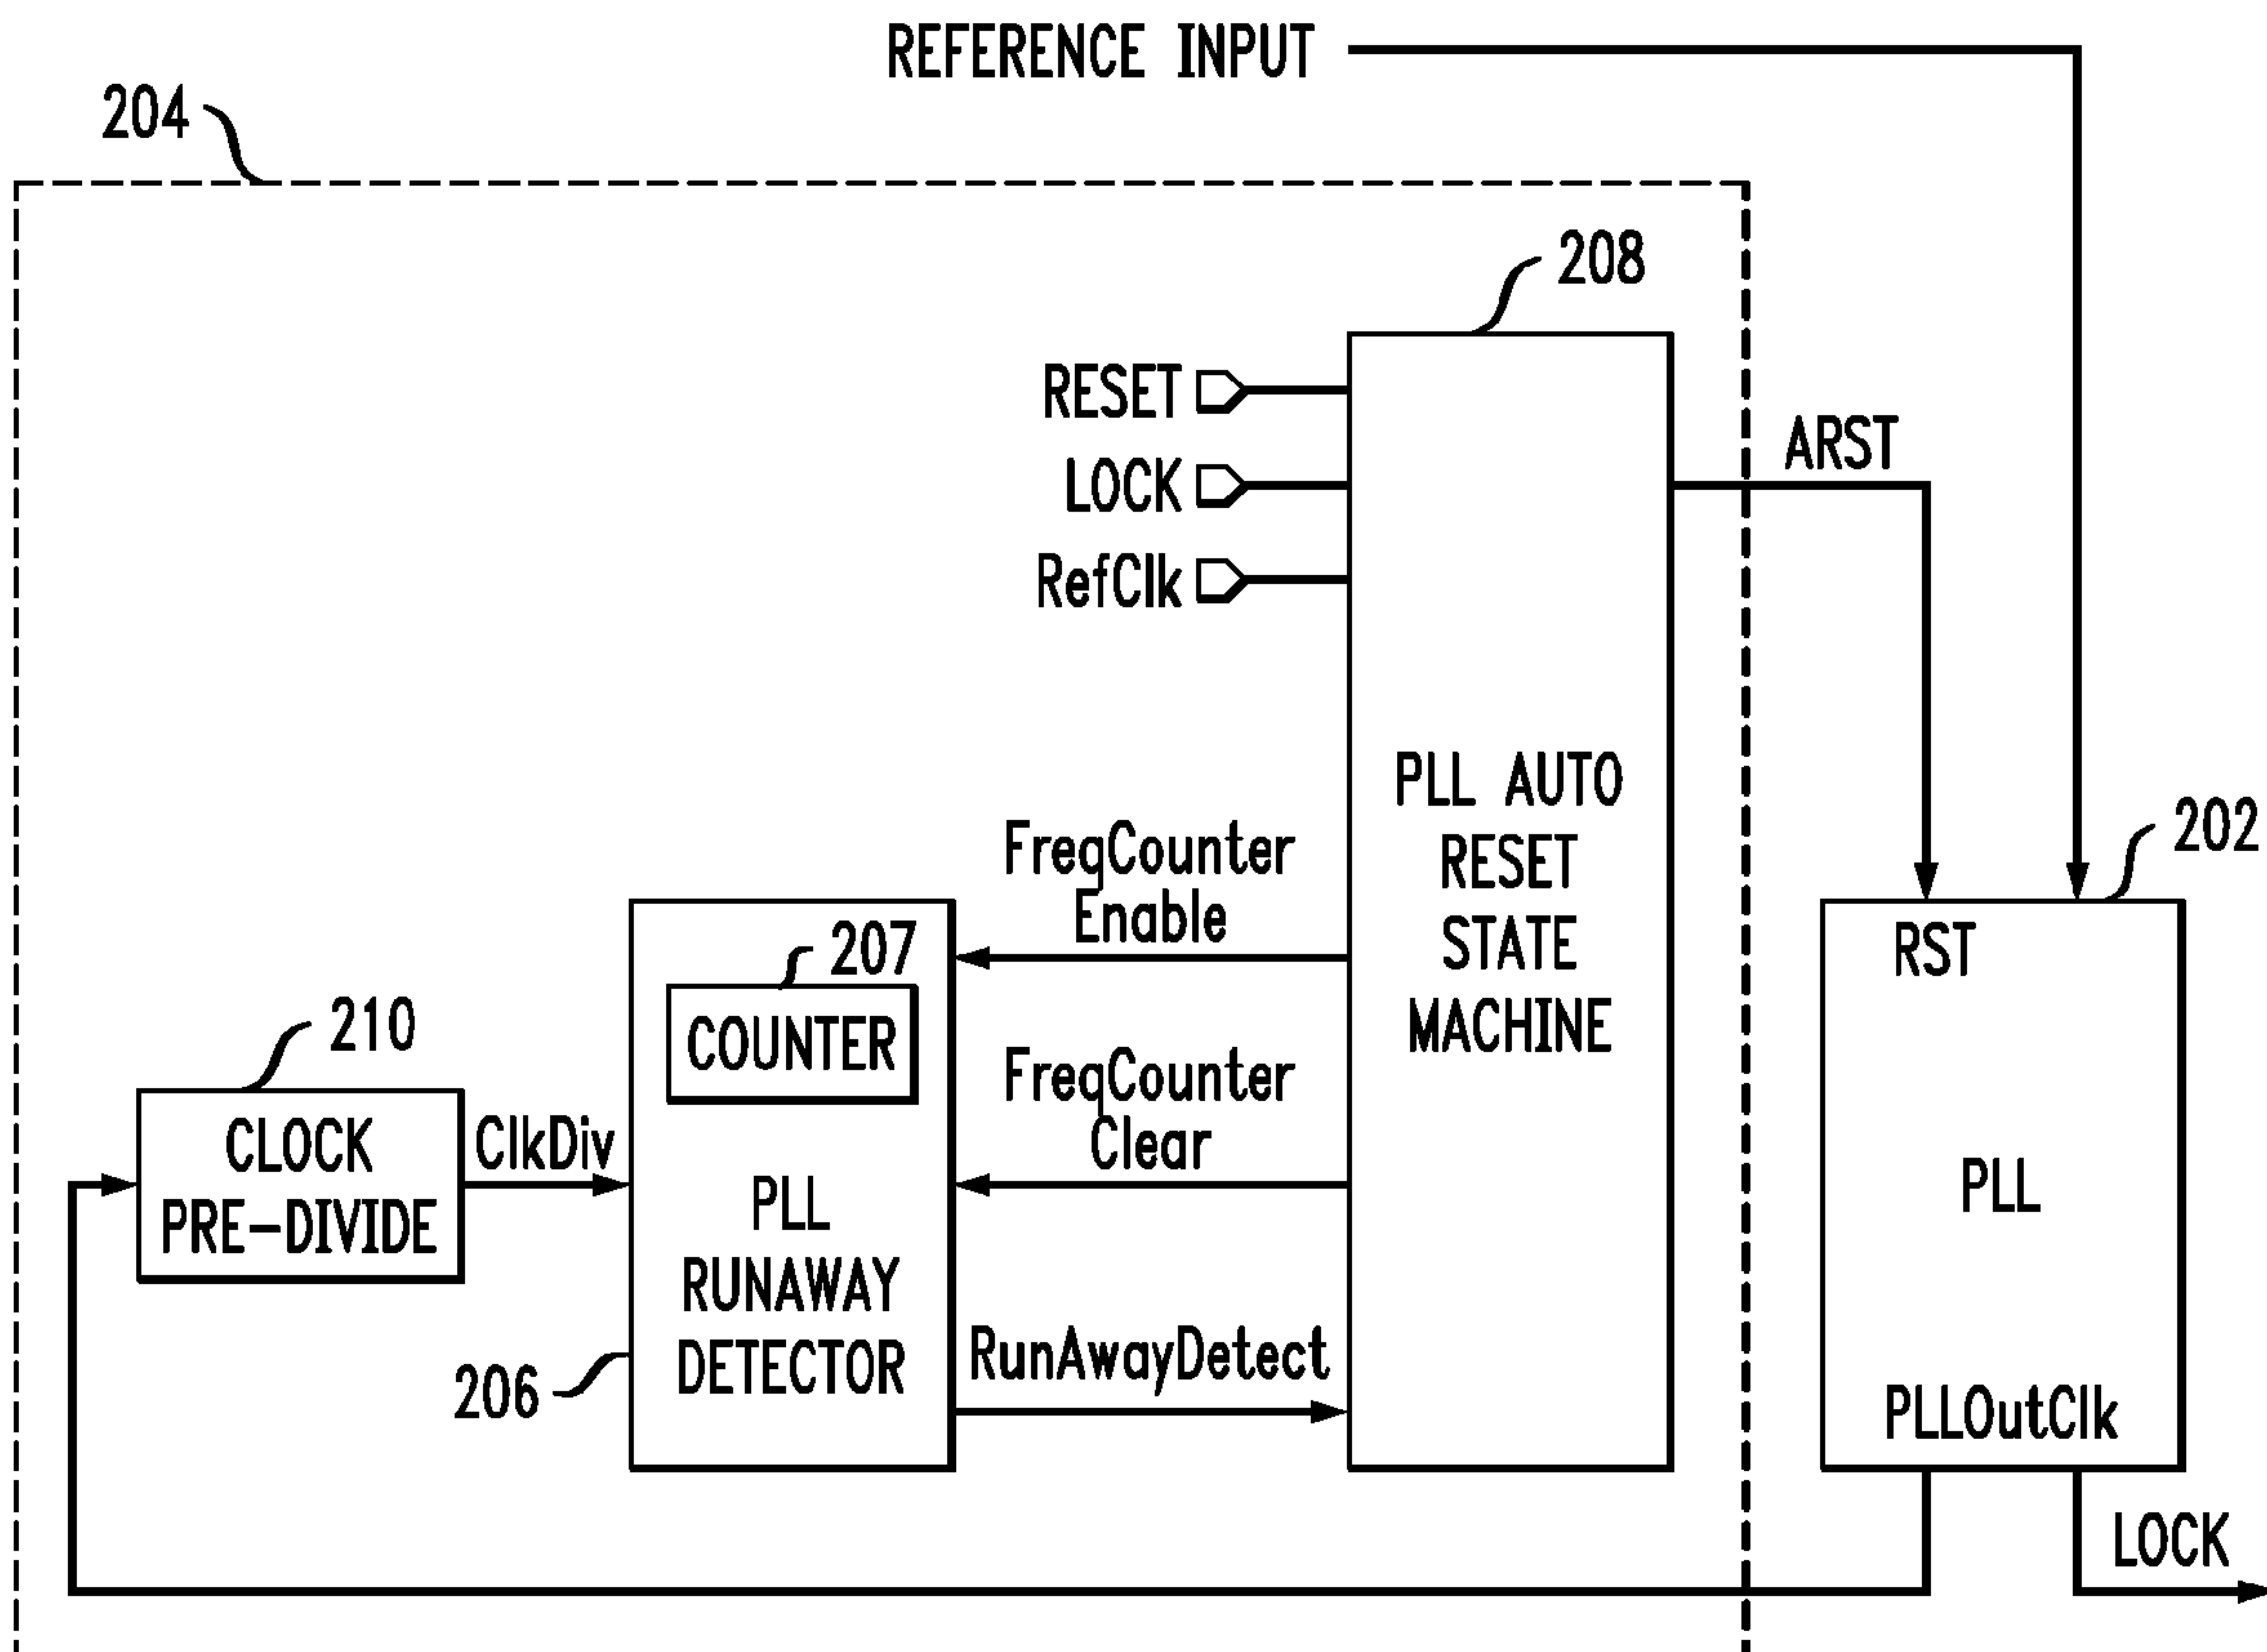 REFERENCE INPUT
204
208
RESET
LOCK
RefClk
ARST
PLL AUTO
RESET
STATE
MACHINE
202
FreqCounter
Enable
RST
207
COUNTER
210
FreqCounter
Clear
CLOCK
PRE-DIVIDE
ClkDiv
PLL
RUNAWAY
DETECTOR
PLL
206
RunAwayDetect
PLLOutClk
LOCK